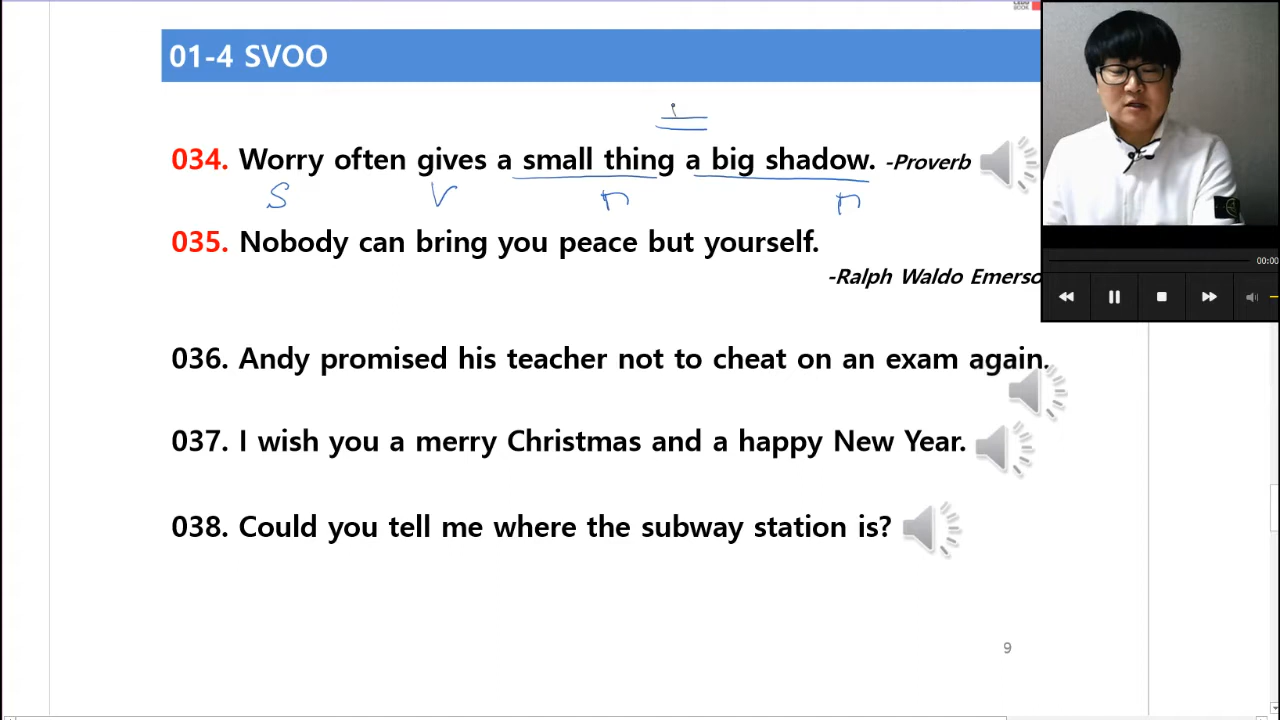 01-4 SVOO
034. Worry often gives a small thing a big shadow. -Proverb
S V n n
035. Nobody can bring you peace but yourself.
-Ralph Waldo Emerso
036. Andy promised his teacher not to cheat on an exam again.
037. I wish you a merry Christmas and a happy New Year.
038. Could you tell me where the subway station is?
9
00:00